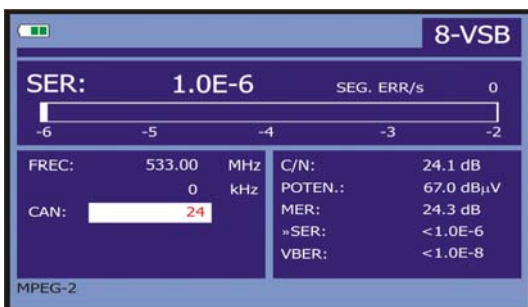 8-VSB
SER: 1.0E-6 SEG. ERR/s 0
-6 -5 -4 -3 -2
FREC: 533.00 MHz
0 kHz
CAN: 24
C/N: 24.1 dB
POTEN.: 67.0 dBµV
MER: 24.3 dB
»SER: <1.0E-6
VBER: <1.0E-8
MPEG-2